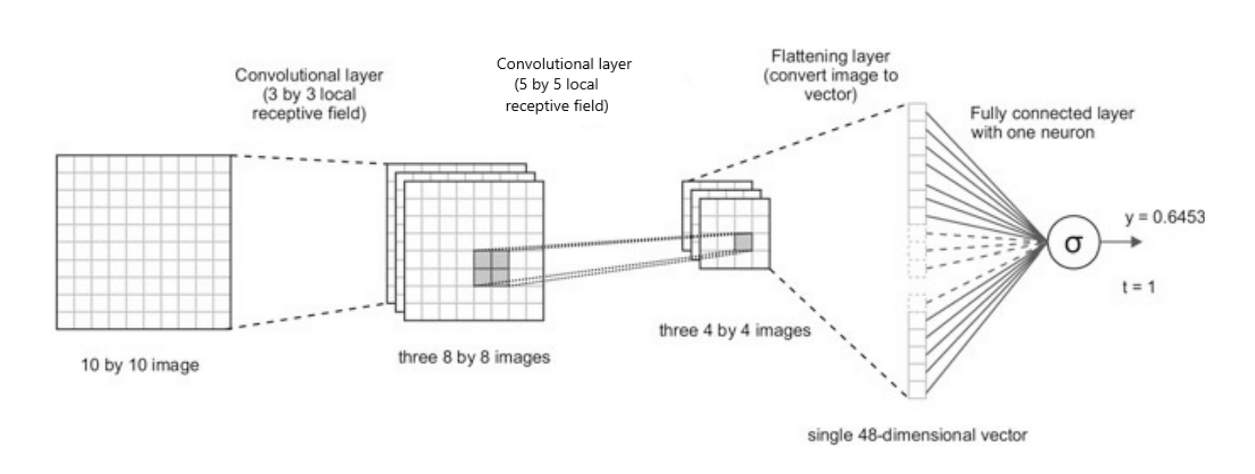 Convolutional layer
(3 by 3 local
receptive field)
Convolutional layer
(5 by 5 local
receptive field)
Flattening layer
(convert image to
vector)
Fully connected layer
with one neuron
y = 0.6453
σ
t = 1
10 by 10 image
three 8 by 8 images
three 4 by 4 images
single 48-dimensional vector